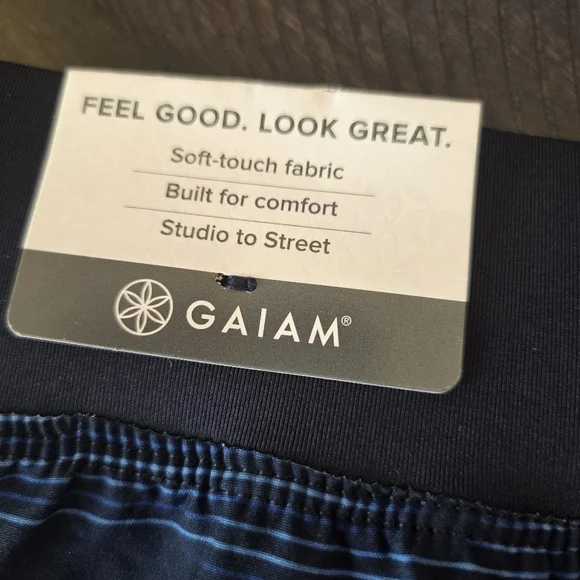 FEEL GOOD. LOOK GREAT.
Soft-touch fabric
Built for comfort
Studio to Street
GAIAM®